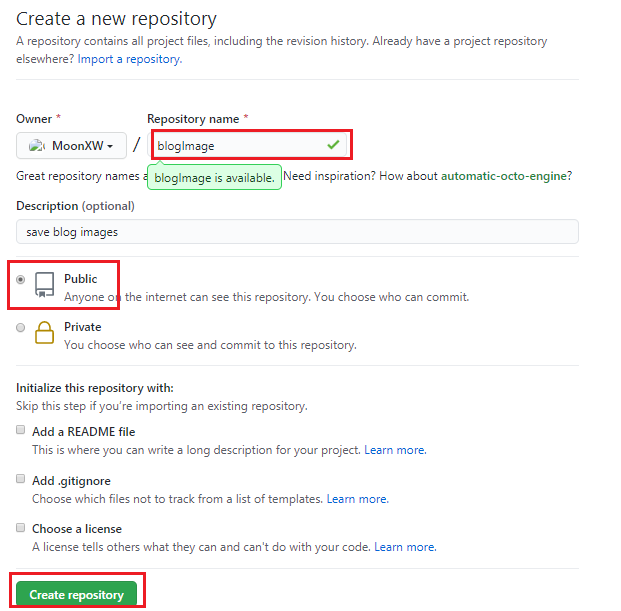 Create a new repository
A repository contains all project files, including the revision history. Already have a project repository
elsewhere? Import a repository.
Owner * Repository name *
MoonXW / blogImage
Great repository names a blogImage is available. Need inspiration? How about automatic-octo-engine?
Description (optional)
save blog images
Public
Anyone on the internet can see this repository. You choose who can commit.
Private
You choose who can see and commit to this repository.
Initialize this repository with:
Skip this step if you're importing an existing repository.
Add a README file
This is where you can write a long description for your project. Learn more.
Add .gitignore
Choose which files not to track from a list of templates. Learn more.
Choose a license
A license tells others what they can and can't do with your code. Learn more.
Create repository